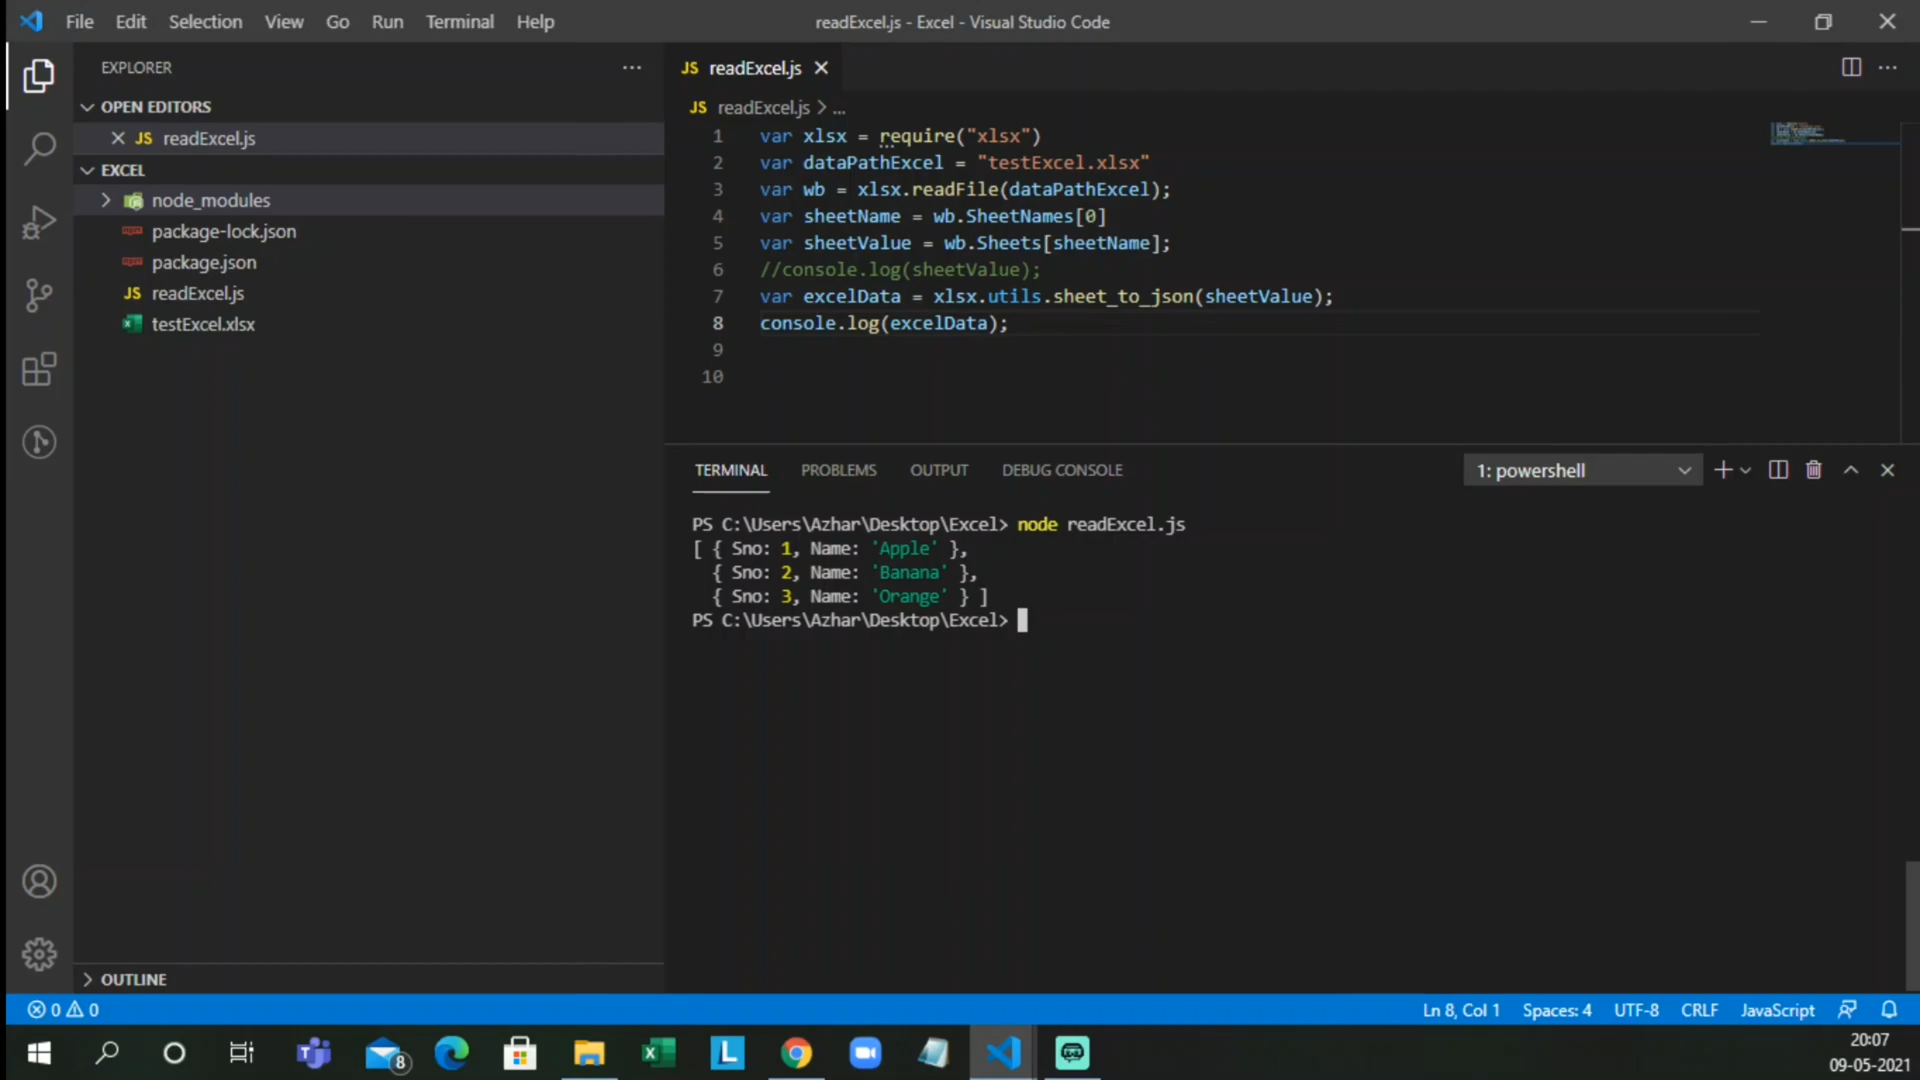 File Edit Selection View Go Run Terminal Help
readExcel.js - Excel - Visual Studio Code
EXPLORER
OPEN EDITORS
JS readExcel.js
EXCEL
node_modules
package-lock.json
package.json
JS readExcel.js
testExcel.xlsx
OUTLINE
JS readExcel.js
JS readExcel.js > ...
1 var xlsx = require("xlsx")
2 var dataPathExcel = "testExcel.xlsx"
3 var wb = xlsx.readFile(dataPathExcel);
4 var sheetName = wb.SheetNames[0]
5 var sheetValue = wb.Sheets[sheetName];
6 //console.log(sheetValue);
7 var excelData = xlsx.utils.sheet_to_json(sheetValue);
8 console.log(excelData);
9
10
TERMINAL PROBLEMS OUTPUT DEBUG CONSOLE
1: powershell
PS C:\Users\Azhar\Desktop\Excel> node readExcel.js
[ { Sno: 1, Name: 'Apple' },
{ Sno: 2, Name: 'Banana' },
{ Sno: 3, Name: 'Orange' } ]
PS C:\Users\Azhar\Desktop\Excel>
0 0
Ln 8, Col 1 Spaces: 4 UTF-8 CRLF JavaScript
8
L
20:07
09-05-2021